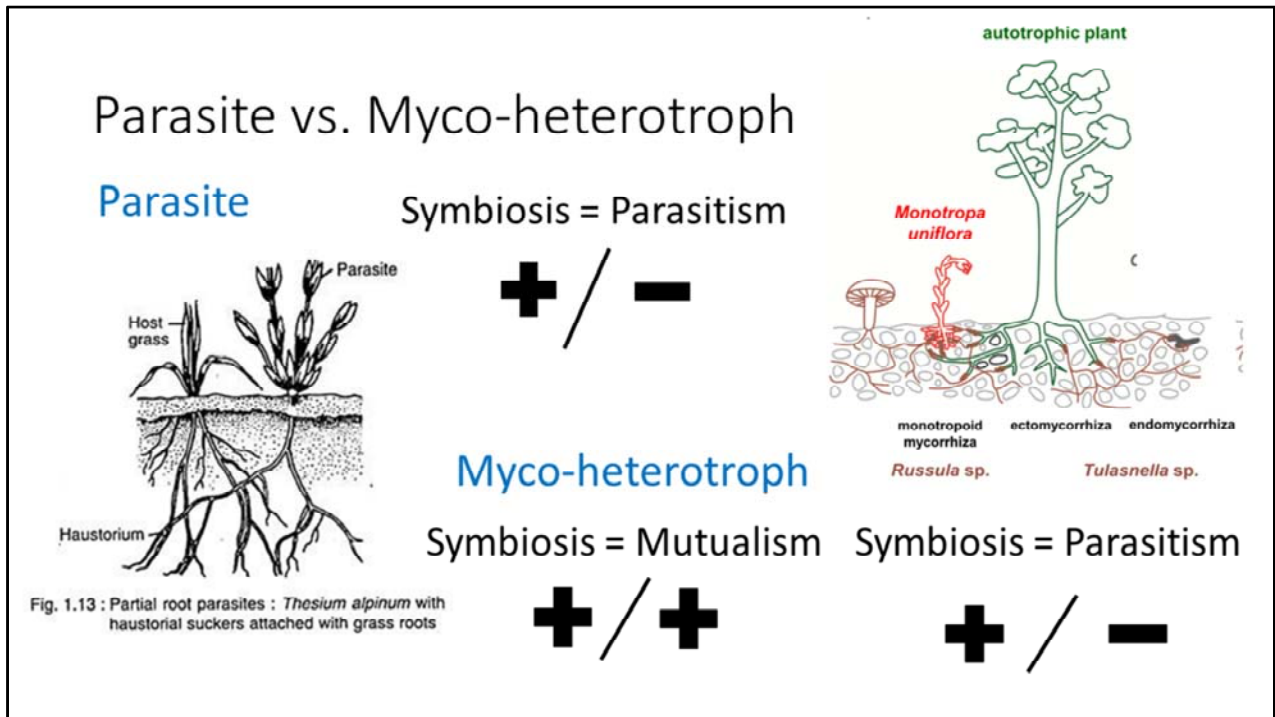 Parasite vs. Myco-heterotroph
Parasite
Symbiosis = Parasitism
+ / -
Parasite
Host
grass
Haustorium
Fig. 1.13 : Partial root parasites : Thesium alpinum with
haustorial suckers attached with grass roots
autotrophic plant
Monotropa
uniflora
c
monotropoid
mycorrhiza
ectomycorrhiza
endomycorrhiza
Russula sp.
Tulasnella sp.
Myco-heterotroph
Symbiosis = Mutualism
+ / +
Symbiosis = Parasitism
+ / -